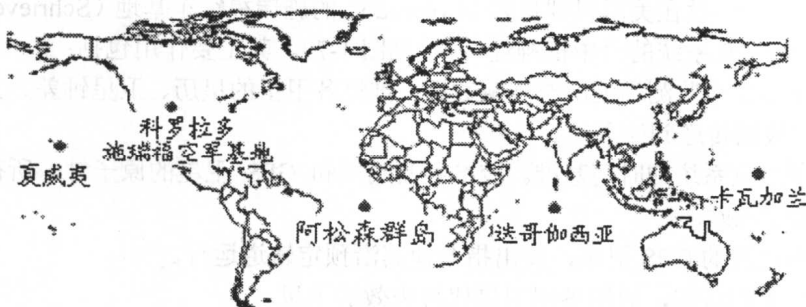 科罗拉多
施瑞福空军基地
夏威夷
阿松森群岛
迭哥伽西亚
卡瓦加兰